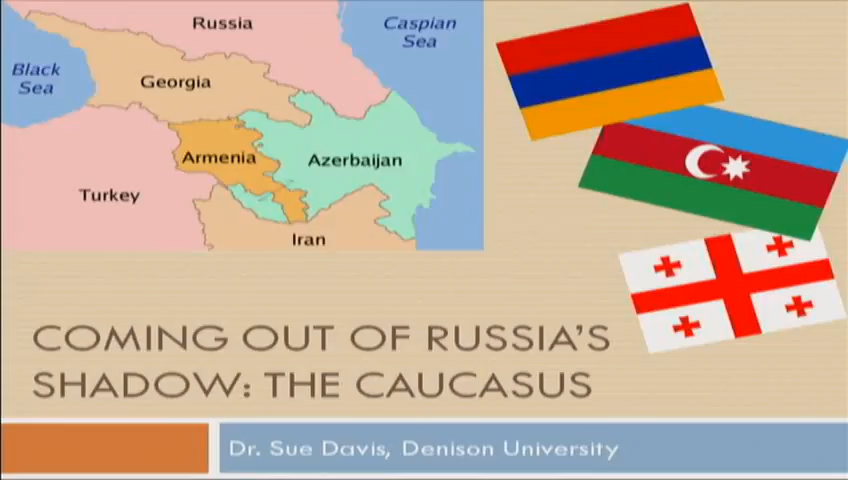 Russia
Caspian
Sea
Black
Sea
Georgia
Armenia
Azerbaijan
Turkey
Iran
COMING OUT OF RUSSIA'S
SHADOW: THE CAUCASUS
Dr. Sue Davis, Denison University